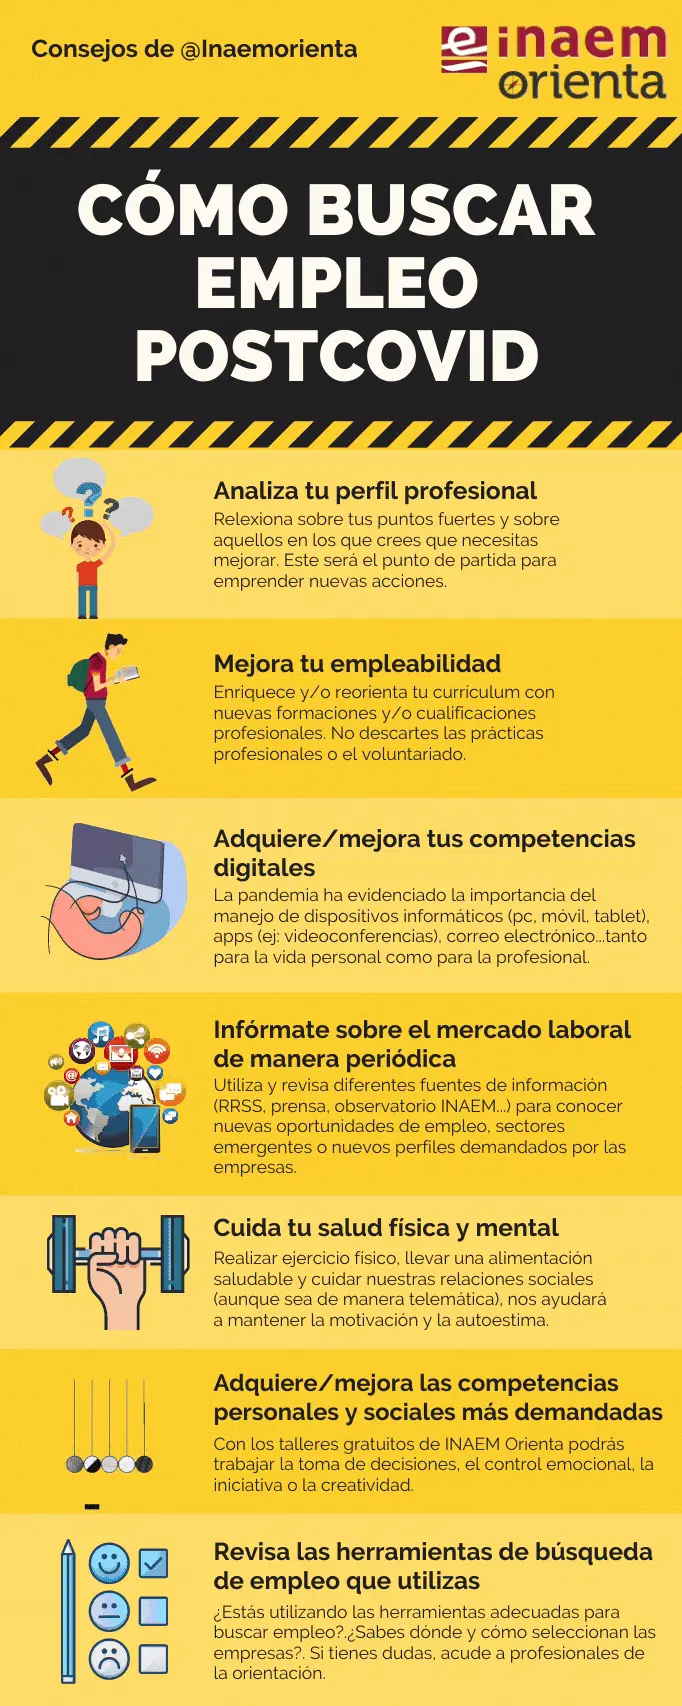 Consejos de @Inaemorienta
e inaem
orienta
CÓMO BUSCAR
EMPLEO
POSTCOVID
Analiza tu perfil profesional
Relexiona sobre tus puntos fuertes y sobre
aquellos en los que crees que necesitas
mejorar. Este será el punto de partida para
emprender nuevas acciones.
Mejora tu empleabilidad
Enriquece y/o reorienta tu currículum con
nuevas formaciones y/o cualificaciones
profesionales. No descartes las prácticas
profesionales o el voluntariado.
Adquiere/mejora tus competencias
digitales
La pandemia ha evidenciado la importancia del
manejo de dispositivos informáticos (pc, móvil, tablet),
apps (ej: videoconferencias), correo electrónico...tanto
para la vida personal como para la profesional.
Infórmate sobre el mercado laboral
de manera periódica
Utiliza y revisa diferentes fuentes de información
(RRSS, prensa, observatorio INAEM...) para conocer
nuevas oportunidades de empleo, sectores
emergentes o nuevos perfiles demandados por las
empresas.
Cuida tu salud física y mental
Realizar ejercicio físico, llevar una alimentación
saludable y cuidar nuestras relaciones sociales
(aunque sea de manera telemática), nos ayudará
a mantener la motivación y la autoestima.
Adquiere/mejora las competencias
personales y sociales más demandadas
Con los talleres gratuitos de INAEM Orienta podrás
trabajar la toma de decisiones, el control emocional, la
iniciativa o la creatividad.
Revisa las herramientas de búsqueda
de empleo que utilizas
¿Estás utilizando las herramientas adecuadas para
buscar empleo?.¿Sabes dónde y cómo seleccionan las
empresas?. Si tienes dudas, acude a profesionales de
la orientación.